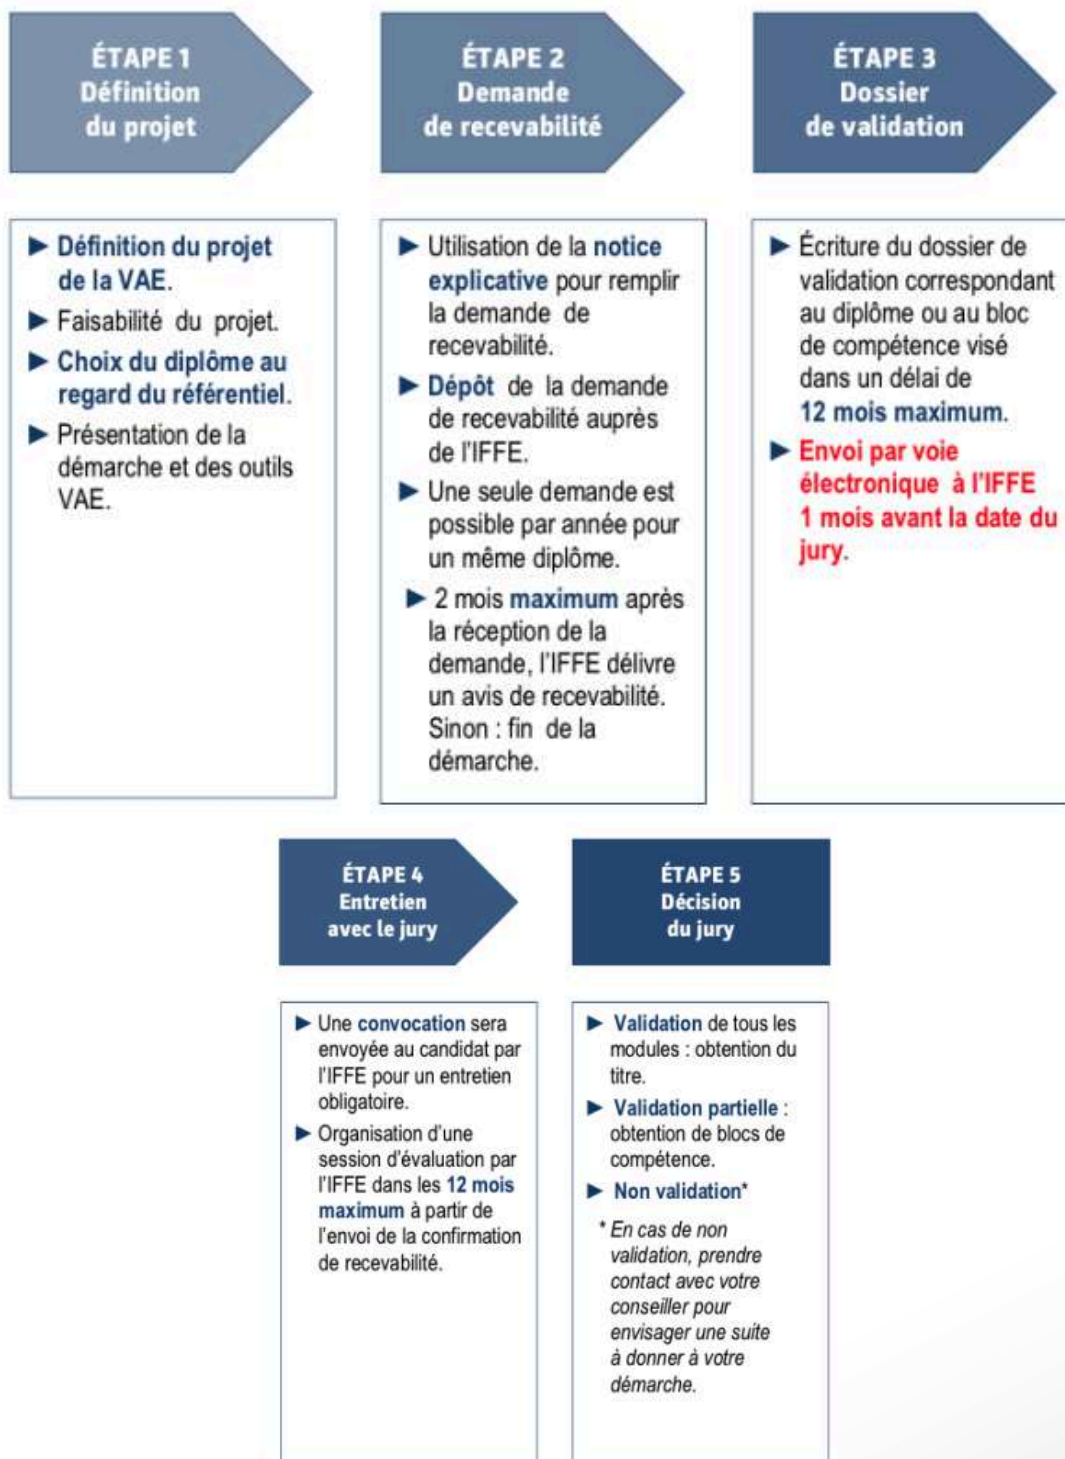 ÉTAPE 1
Définition
du projet
ÉTAPE 2
Demande
de recevabilité
ÉTAPE 3
Dossier
de validation
► Définition du projet
de la VAE.
► Faisabilité du projet.
► Choix du diplôme au
regard du référentiel.
► Présentation de la
démarche et des outils
VAE.
► Utilisation de la notice
explicative pour remplir
la demande de
recevabilité.
► Dépôt de la demande
de recevabilité auprès
de l'IFFE.
► Une seule demande est
possible par année pour
un même diplôme.
► 2 mois maximum après
la réception de la
demande, l'IFFE délivre
un avis de recevabilité.
Sinon : fin de la
démarche.
► Écriture du dossier de
validation correspondant
au diplôme ou au bloc
de compétence visé
dans un délai de
12 mois maximum.
► Envoi par voie
électronique à l'IFFE
1 mois avant la date du
jury.
ÉTAPE 4
Entretien
avec le jury
ÉTAPE 5
Décision
du jury
► Une convocation sera
envoyée au candidat par
l'IFFE pour un entretien
obligatoire.
► Organisation d'une
session d'évaluation par
l'IFFE dans les 12 mois
maximum à partir de
l'envoi de la confirmation
de recevabilité.
► Validation de tous les
modules : obtention du
titre.
► Validation partielle :
obtention de blocs de
compétence.
► Non validation*
* En cas de non
validation, prendre
contact avec votre
conseiller pour
envisager une suite
à donner à votre
démarche.